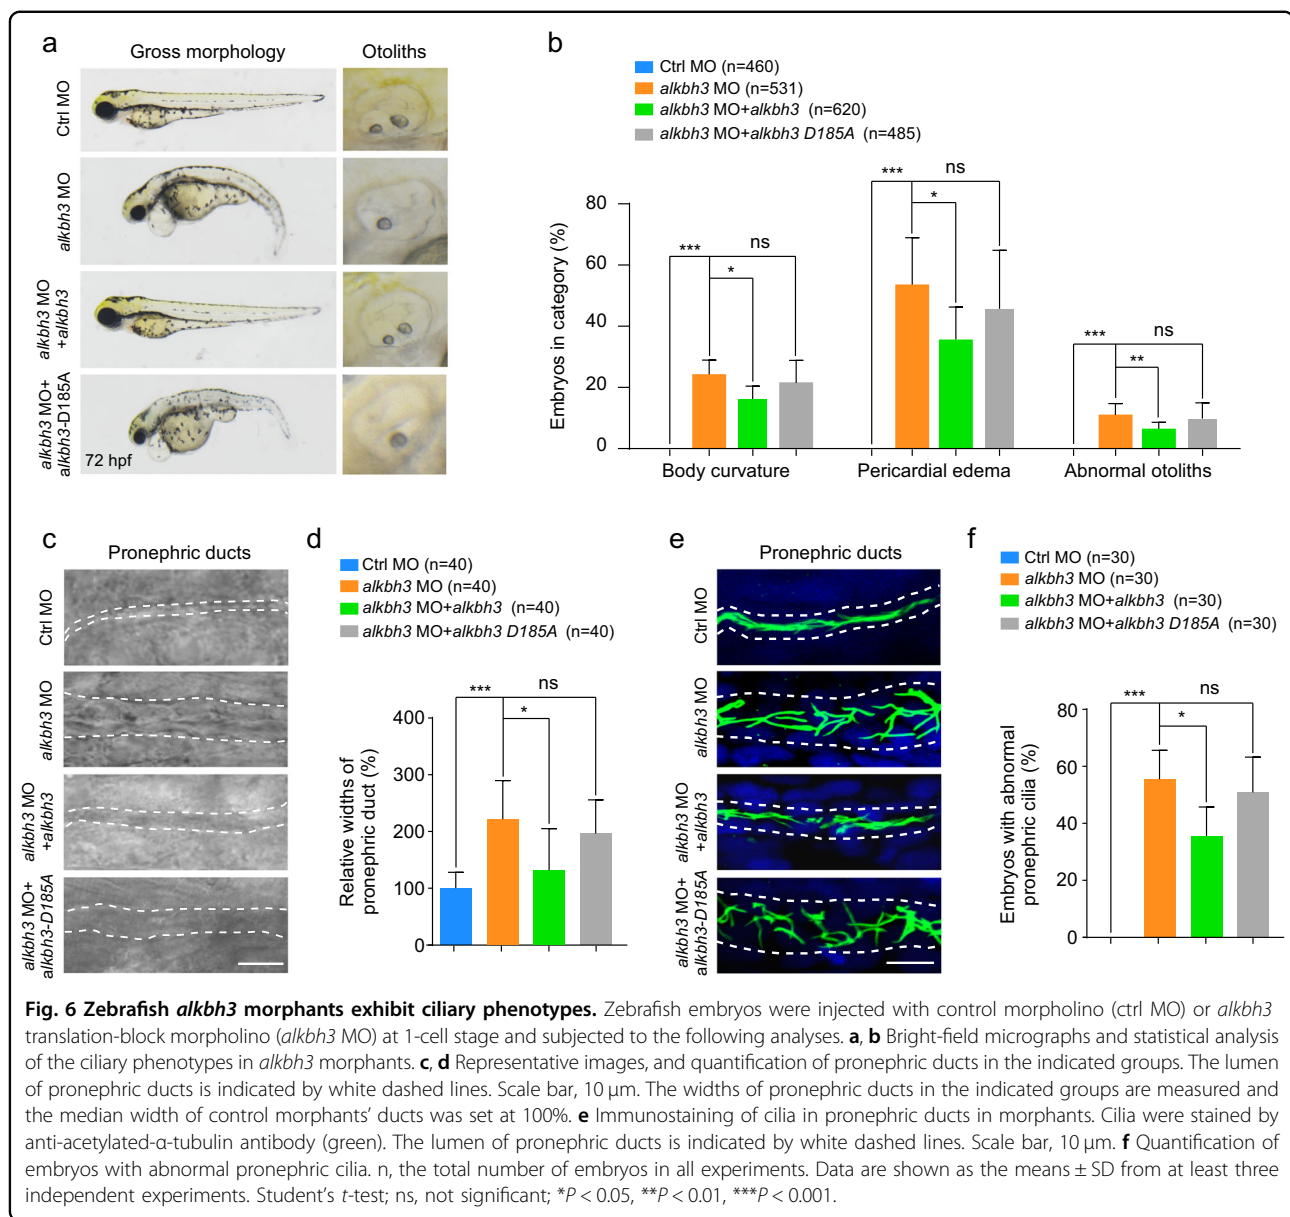 a
Gross morphology
Otoliths
Ctrl MO
alkbh3 MO
alkbh3 MO
+alkbh3
alkbh3 MO+
alkbh3-D185A
72 hpf
b
Ctrl MO (n=460)
alkbh3 MO (n=531)
alkbh3 MO+alkbh3 (n=620)
alkbh3 MO+alkbh3 D185A (n=485)
Embryos in category (%)
80
60
40
20
0
*** ns
*
*** ns
*
*** ns
**
Body curvature
Pericardial edema
Abnormal otoliths
c
Pronephric ducts
Ctrl MO
alkbh3 MO
alkbh3 MO
+alkbh3
alkbh3 MO+
alkbh3-D185A
d
Ctrl MO (n=40)
alkbh3 MO (n=40)
alkbh3 MO+alkbh3 (n=40)
alkbh3 MO+alkbh3 D185A (n=40)
Relative widths of
pronephric duct (%)
400
300
200
100
0
*** ns
*
e
Pronephric ducts
Ctrl MO
alkbh3 MO
alkbh3 MO
+alkbh3
alkbh3 MO+
alkbh3-D185A
f
Ctrl MO (n=30)
alkbh3 MO (n=30)
alkbh3 MO+alkbh3 (n=30)
alkbh3 MO+alkbh3 D185A (n=30)
Embryos with abnormal
pronephric cilia (%)
80
60
40
20
0
*** ns
*
Fig. 6 Zebrafish alkbh3 morphants exhibit ciliary phenotypes. Zebrafish embryos were injected with control morpholino (ctrl MO) or alkbh3
translation-block morpholino (alkbh3 MO) at 1-cell stage and subjected to the following analyses. a, b Bright-field micrographs and statistical analysis
of the ciliary phenotypes in alkbh3 morphants. c, d Representative images, and quantification of pronephric ducts in the indicated groups. The lumen
of pronephric ducts is indicated by white dashed lines. Scale bar, 10 μm. The widths of pronephric ducts in the indicated groups are measured and
the median width of control morphants' ducts was set at 100%. e Immunostaining of cilia in pronephric ducts in morphants. Cilia were stained by
anti-acetylated-α-tubulin antibody (green). The lumen of pronephric ducts is indicated by white dashed lines. Scale bar, 10 μm. f Quantification of
embryos with abnormal pronephric cilia. n, the total number of embryos in all experiments. Data are shown as the means ± SD from at least three
independent experiments. Student's t-test; ns, not significant; *P < 0.05, **P < 0.01, ***P < 0.001.